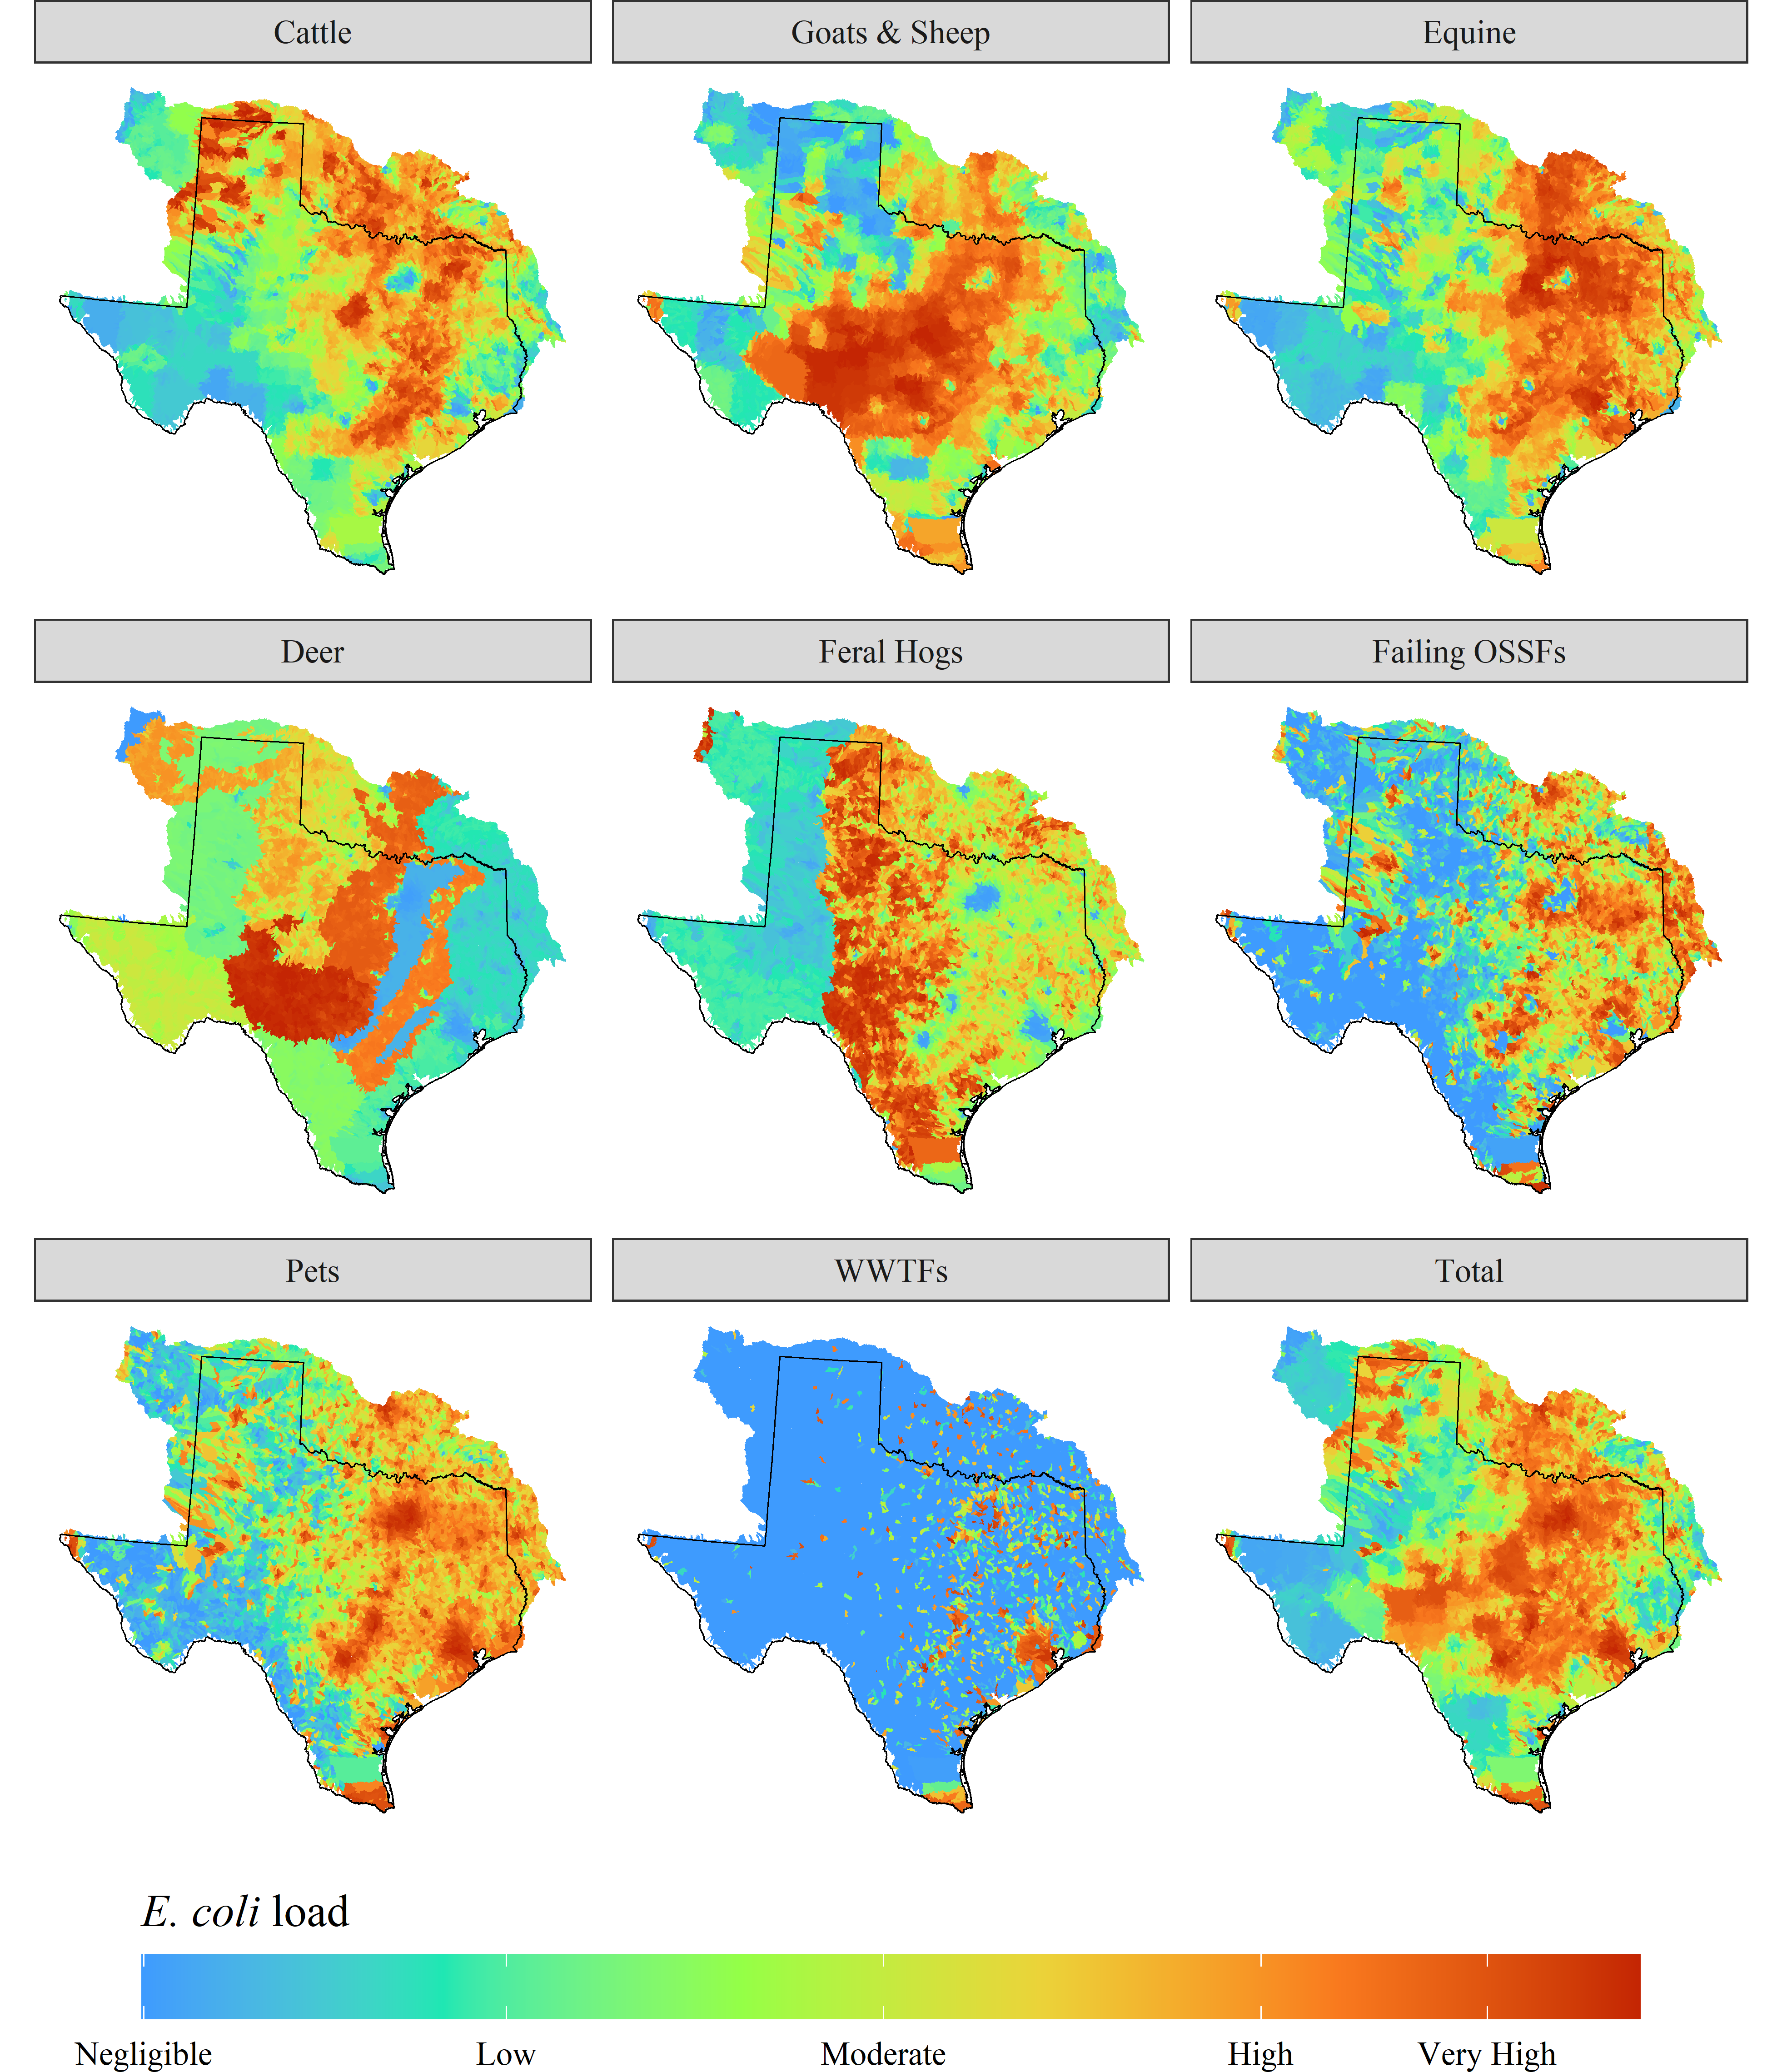 Cattle
Goats & Sheep
Equine
Deer
Feral Hogs
Failing OSSFs
Pets
WWTFs
Total
E. coli load
Negligible
Low
Moderate
High
Very High